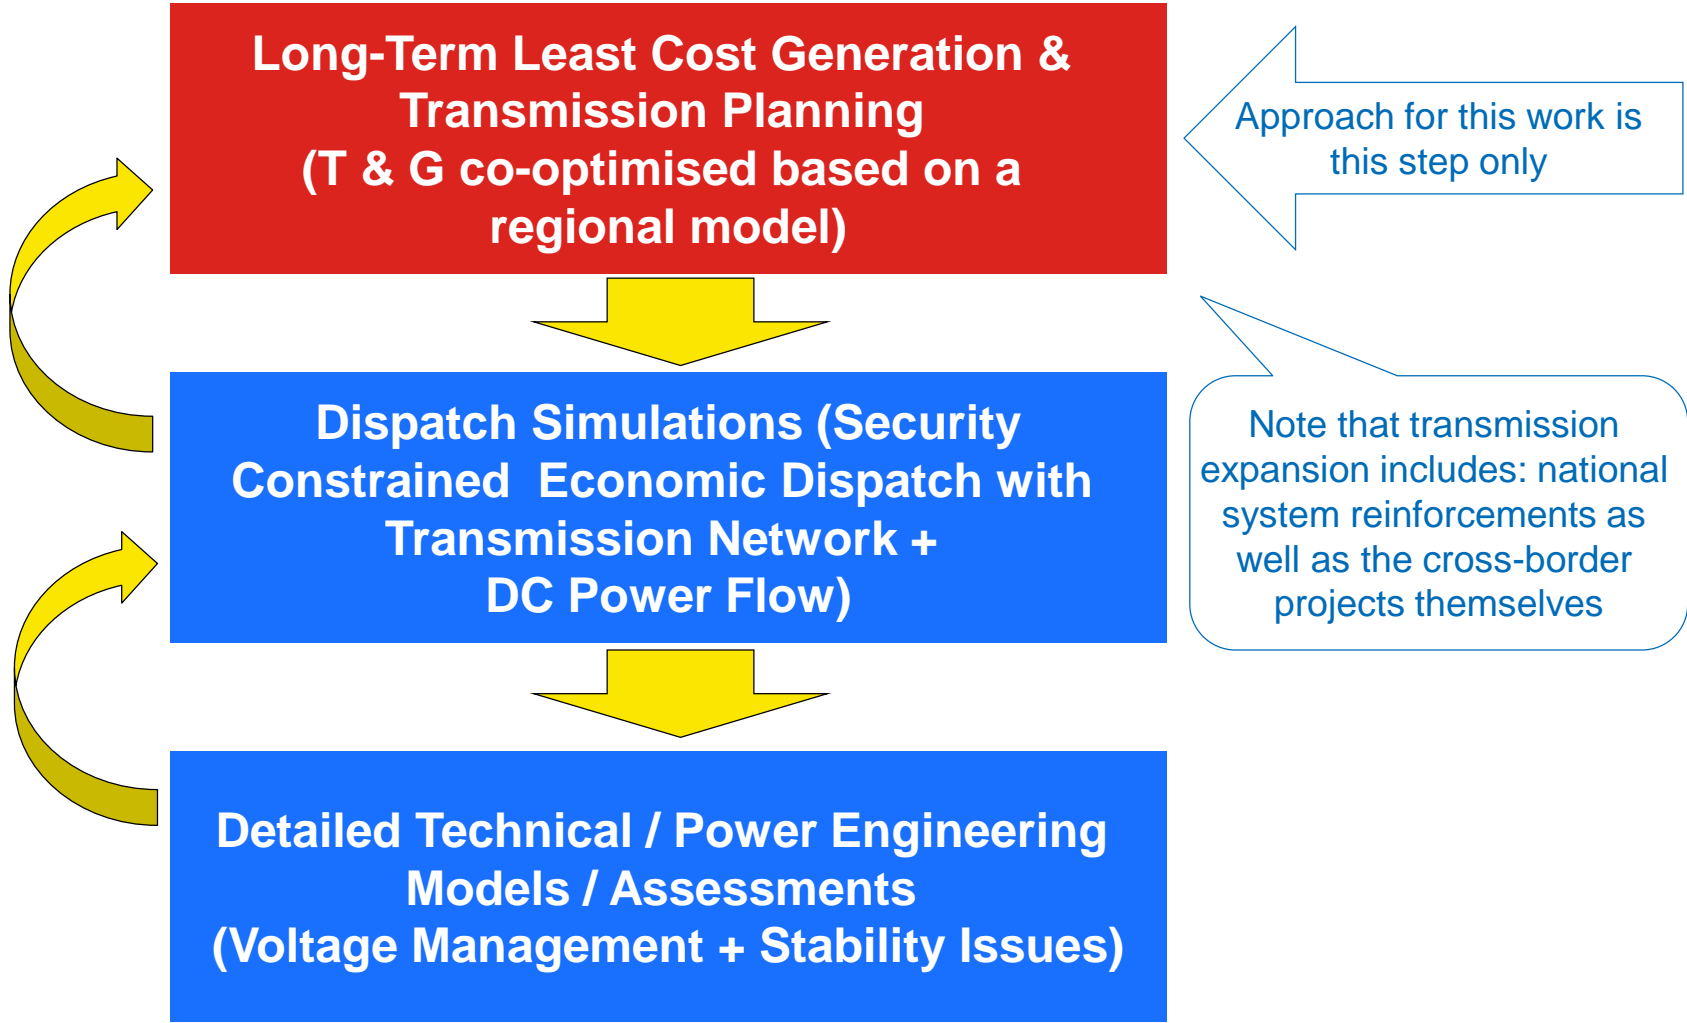 Long-Term Least Cost Generation &
Transmission Planning
(T & G co-optimised based on a
regional model)
Approach for this work is
this step only
Dispatch Simulations (Security
Constrained  Economic Dispatch with
Transmission Network +
DC Power Flow)
Note that transmission
expansion includes: national
system reinforcements as
well as the cross-border
projects themselves
Detailed Technical / Power Engineering
Models / Assessments
(Voltage Management + Stability Issues)